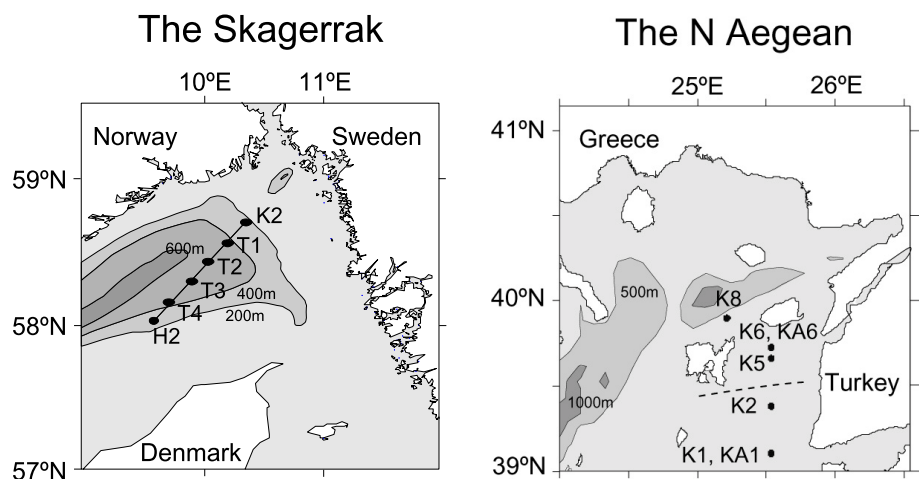 The Skagerrak
10ºE 11ºE
Norway
Sweden
59ºN
K2
T1
600m
T2
T3
400m
T4
200m
58ºN
H2
Denmark
57ºN
The N Aegean
25ºE 26ºE
41ºN
Greece
500m
K8
40ºN
K6, KA6
K5
Turkey
1000m
K2
K1, KA1
39ºN